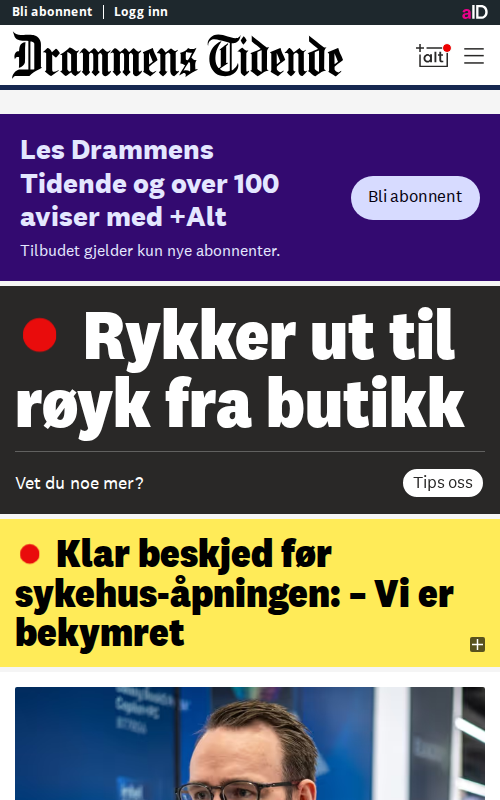 Bli abonnent | Logg inn
aID
Drammens Tidende
+alt
Les Drammens
Tidende og over 100
aviser med +Alt
Bli abonnent
Tilbudet gjelder kun nye abonnenter.
Rykker ut til
røyk fra butikk
Vet du noe mer?
Tips oss
Klar beskjed før
sykehus-åpningen: – Vi er
bekymret